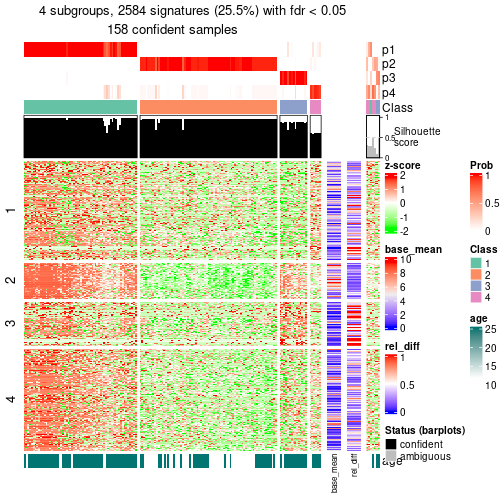 4 subgroups, 2584 signatures (25.5%) with fdr < 0.05
158 confident samples
p1
p2
p3
p4
Class
1
0.5
0
Silhouette
score
1
2
3
4
base_mean
rel_diff
age
z-score
2
1
0
-1
-2
base_mean
10
8
6
4
2
0
rel_diff
1
0.5
0
Status (barplots)
confident
ambiguous
Prob
1
0.5
0
Class
1
2
3
4
age
25
20
15
10